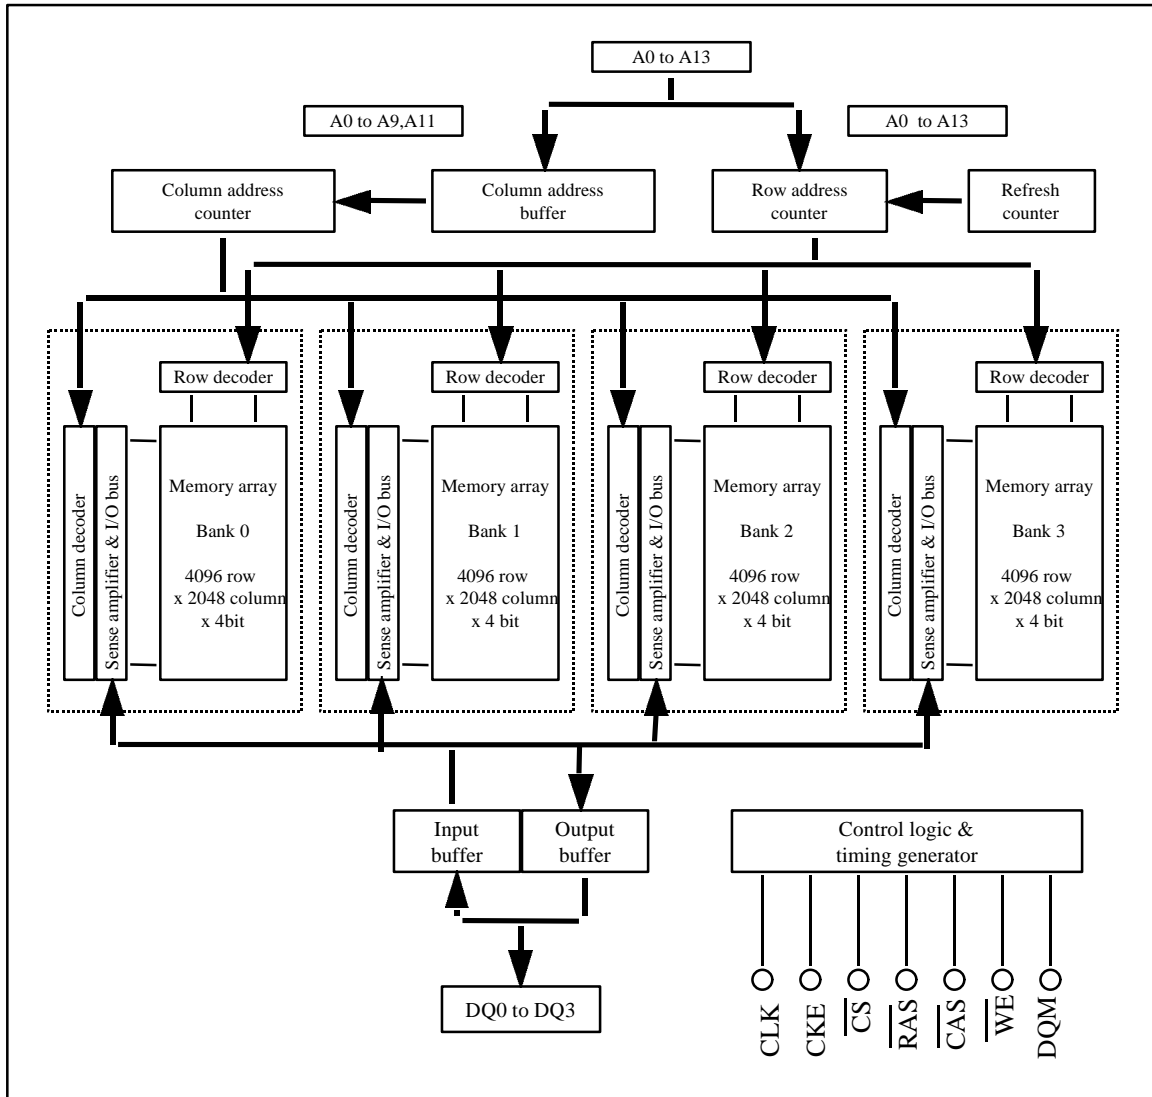 A0 to A13
A0 to A9,A11
A0 to A13
Column address
counter
Column address
buffer
Row address
counter
Refresh
counter
Row decoder
Row decoder
Row decoder
Row decoder
Column decoder
Sense amplifier & I/O bus
Memory array
Bank 0
4096 row
x 2048 column
x 4bit
Column decoder
Sense amplifier & I/O bus
Memory array
Bank 1
4096 row
x 2048 column
x 4 bit
Column decoder
Sense amplifier & I/O bus
Memory array
Bank 2
4096 row
x 2048 column
x 4 bit
Column decoder
Sense amplifier & I/O bus
Memory array
Bank 3
4096 row
x 2048 column
x 4 bit
Input
buffer
Output
buffer
Control logic &
timing generator
DQ0 to DQ3
CLK
CKE
C̅S̅
R̅A̅S̅
C̅A̅S̅
W̅E̅
DQM